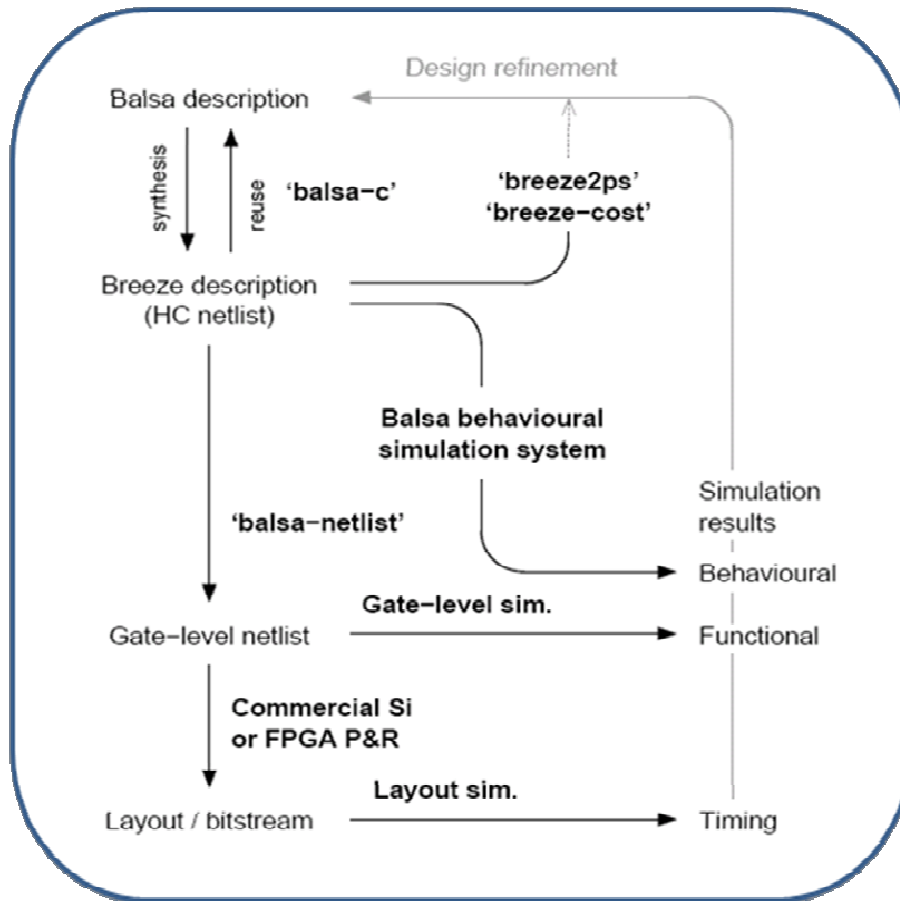 Design refinement
Balsa description
synthesis
reuse
‘balsa−c’
‘breeze2ps’
‘breeze−cost’
Breeze description
(HC netlist)
Balsa behavioural
simulation system
Simulation
results
‘balsa−netlist’
Behavioural
Gate−level sim.
Gate−level netlist
Functional
Commercial Si
or FPGA P&R
Layout sim.
Layout / bitstream
Timing